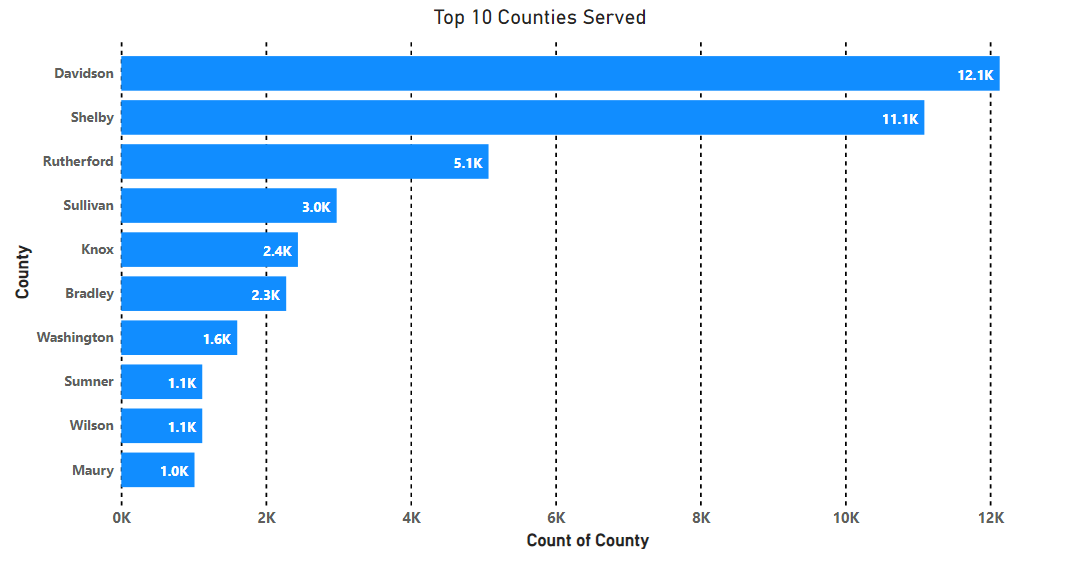 Top 10 Counties Served
County
Davidson 12.1K
Shelby 11.1K
Rutherford 5.1K
Sullivan 3.0K
Knox 2.4K
Bradley 2.3K
Washington 1.6K
Sumner 1.1K
Wilson 1.1K
Maury 1.0K
0K 2K 4K 6K 8K 10K 12K
Count of County